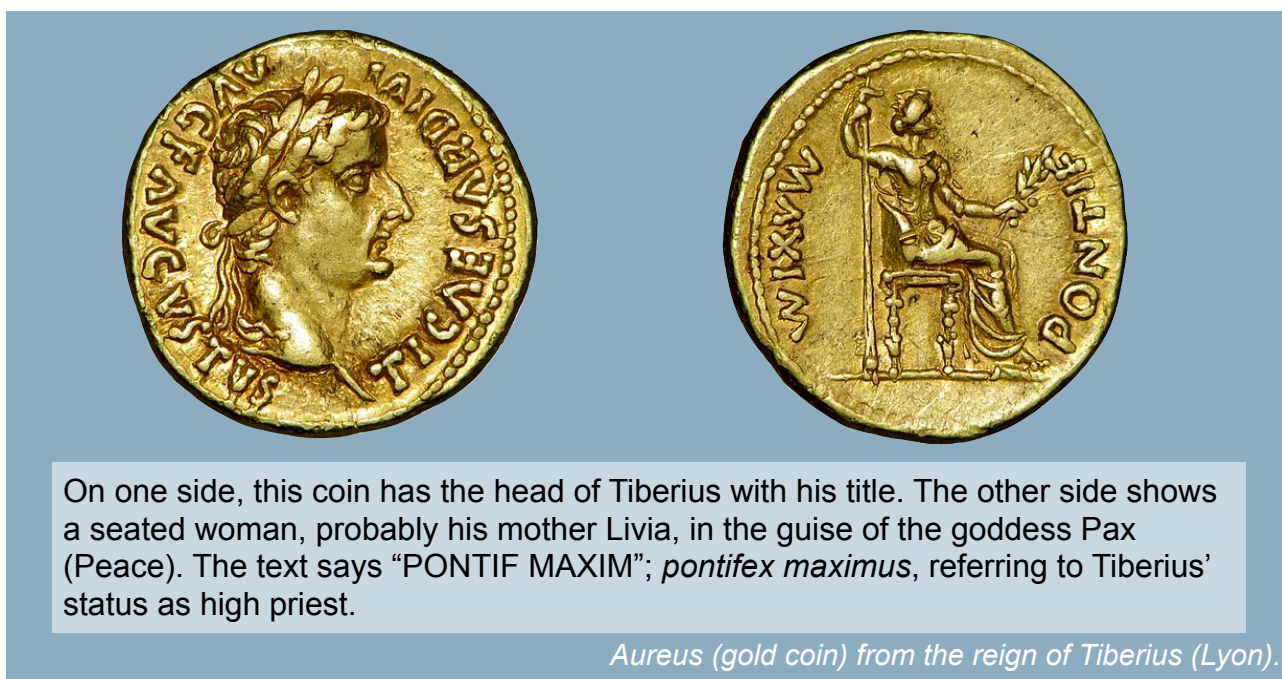 TI CAESAR DIVI AVG F AVGVSTVS
PONTIF MAXIM
On one side, this coin has the head of Tiberius with his title. The other side shows
a seated woman, probably his mother Livia, in the guise of the goddess Pax
(Peace). The text says “PONTIF MAXIM”; pontifex maximus, referring to Tiberius’
status as high priest.
Aureus (gold coin) from the reign of Tiberius (Lyon).